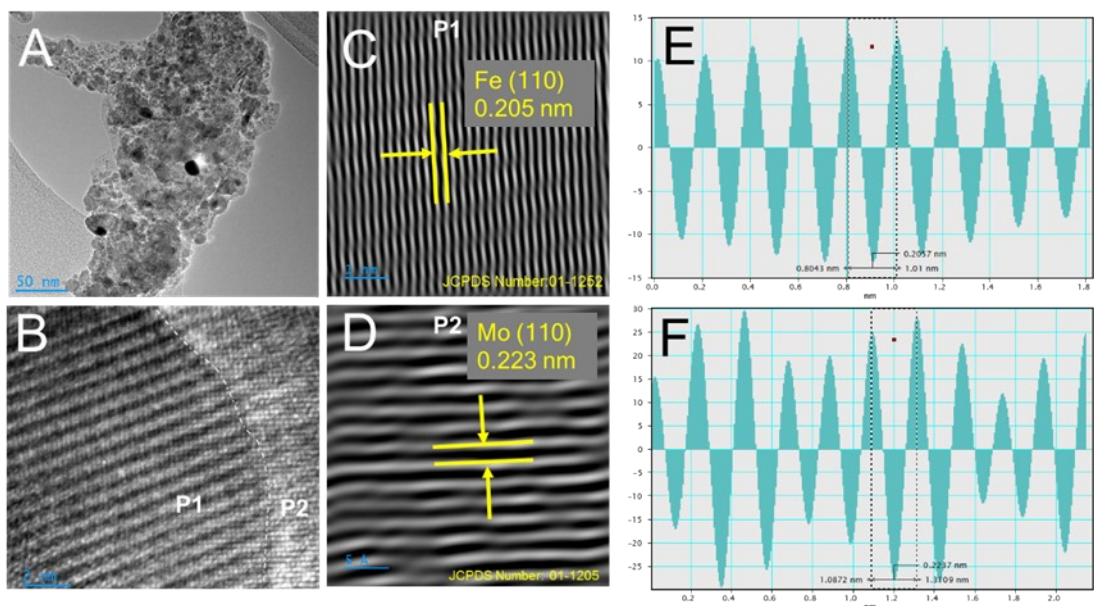 A
50 nm
B
P1
P2
C
P1
Fe (110)
0.205 nm
JCPDS Number:01-1252
D
P2
Mo (110)
0.223 nm
JCPDS Number: 01-1205
E
15
10
5
0
-5
-10
-15
0.2057 nm
0.8043 nm
1.01 nm
0.0 0.2 0.4 0.6 0.8 1.0 1.2 1.4 1.6 1.8
F
30
25
20
15
10
5
0
-5
-10
-15
-20
-25
0.2237 nm
1.0872 nm
1.3109 nm
0.0 0.2 0.4 0.6 0.8 1.0 1.2 1.4 1.6 1.8 2.0